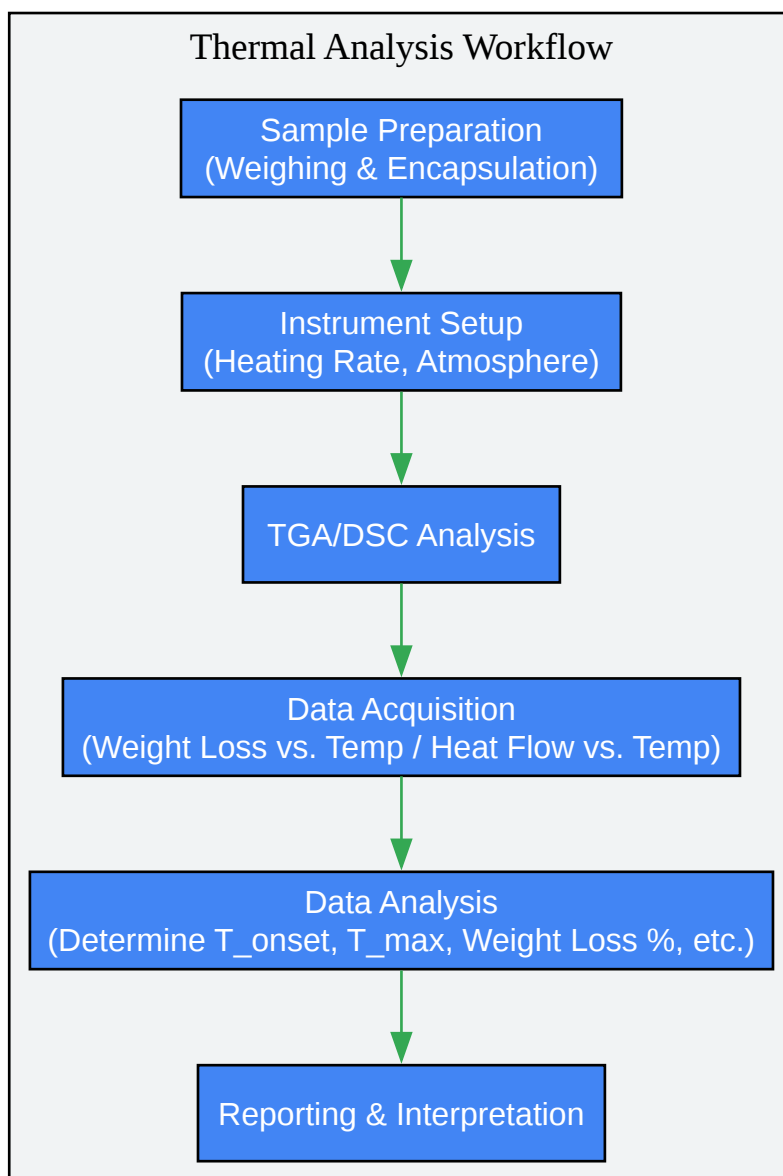 Thermal Analysis Workflow
Sample Preparation
(Weighing & Encapsulation)
Instrument Setup
(Heating Rate, Atmosphere)
TGA/DSC Analysis
Data Acquisition
(Weight Loss vs. Temp / Heat Flow vs. Temp)
Data Analysis
(Determine T_onset, T_max, Weight Loss %, etc.)
Reporting & Interpretation